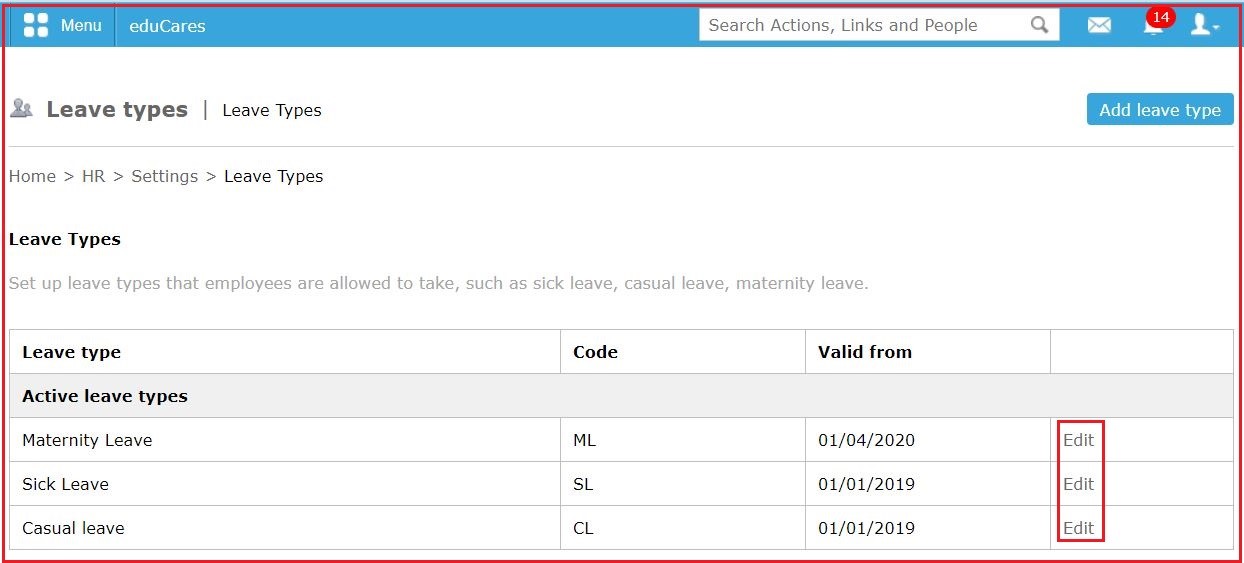 Menu eduCares Search Actions, Links and People 14
Leave types | Leave Types Add leave type
Home > HR > Settings > Leave Types
Leave Types
Set up leave types that employees are allowed to take, such as sick leave, casual leave, maternity leave.
Leave type Code Valid from
Active leave types
Maternity Leave ML 01/04/2020 Edit
Sick Leave SL 01/01/2019 Edit
Casual leave CL 01/01/2019 Edit